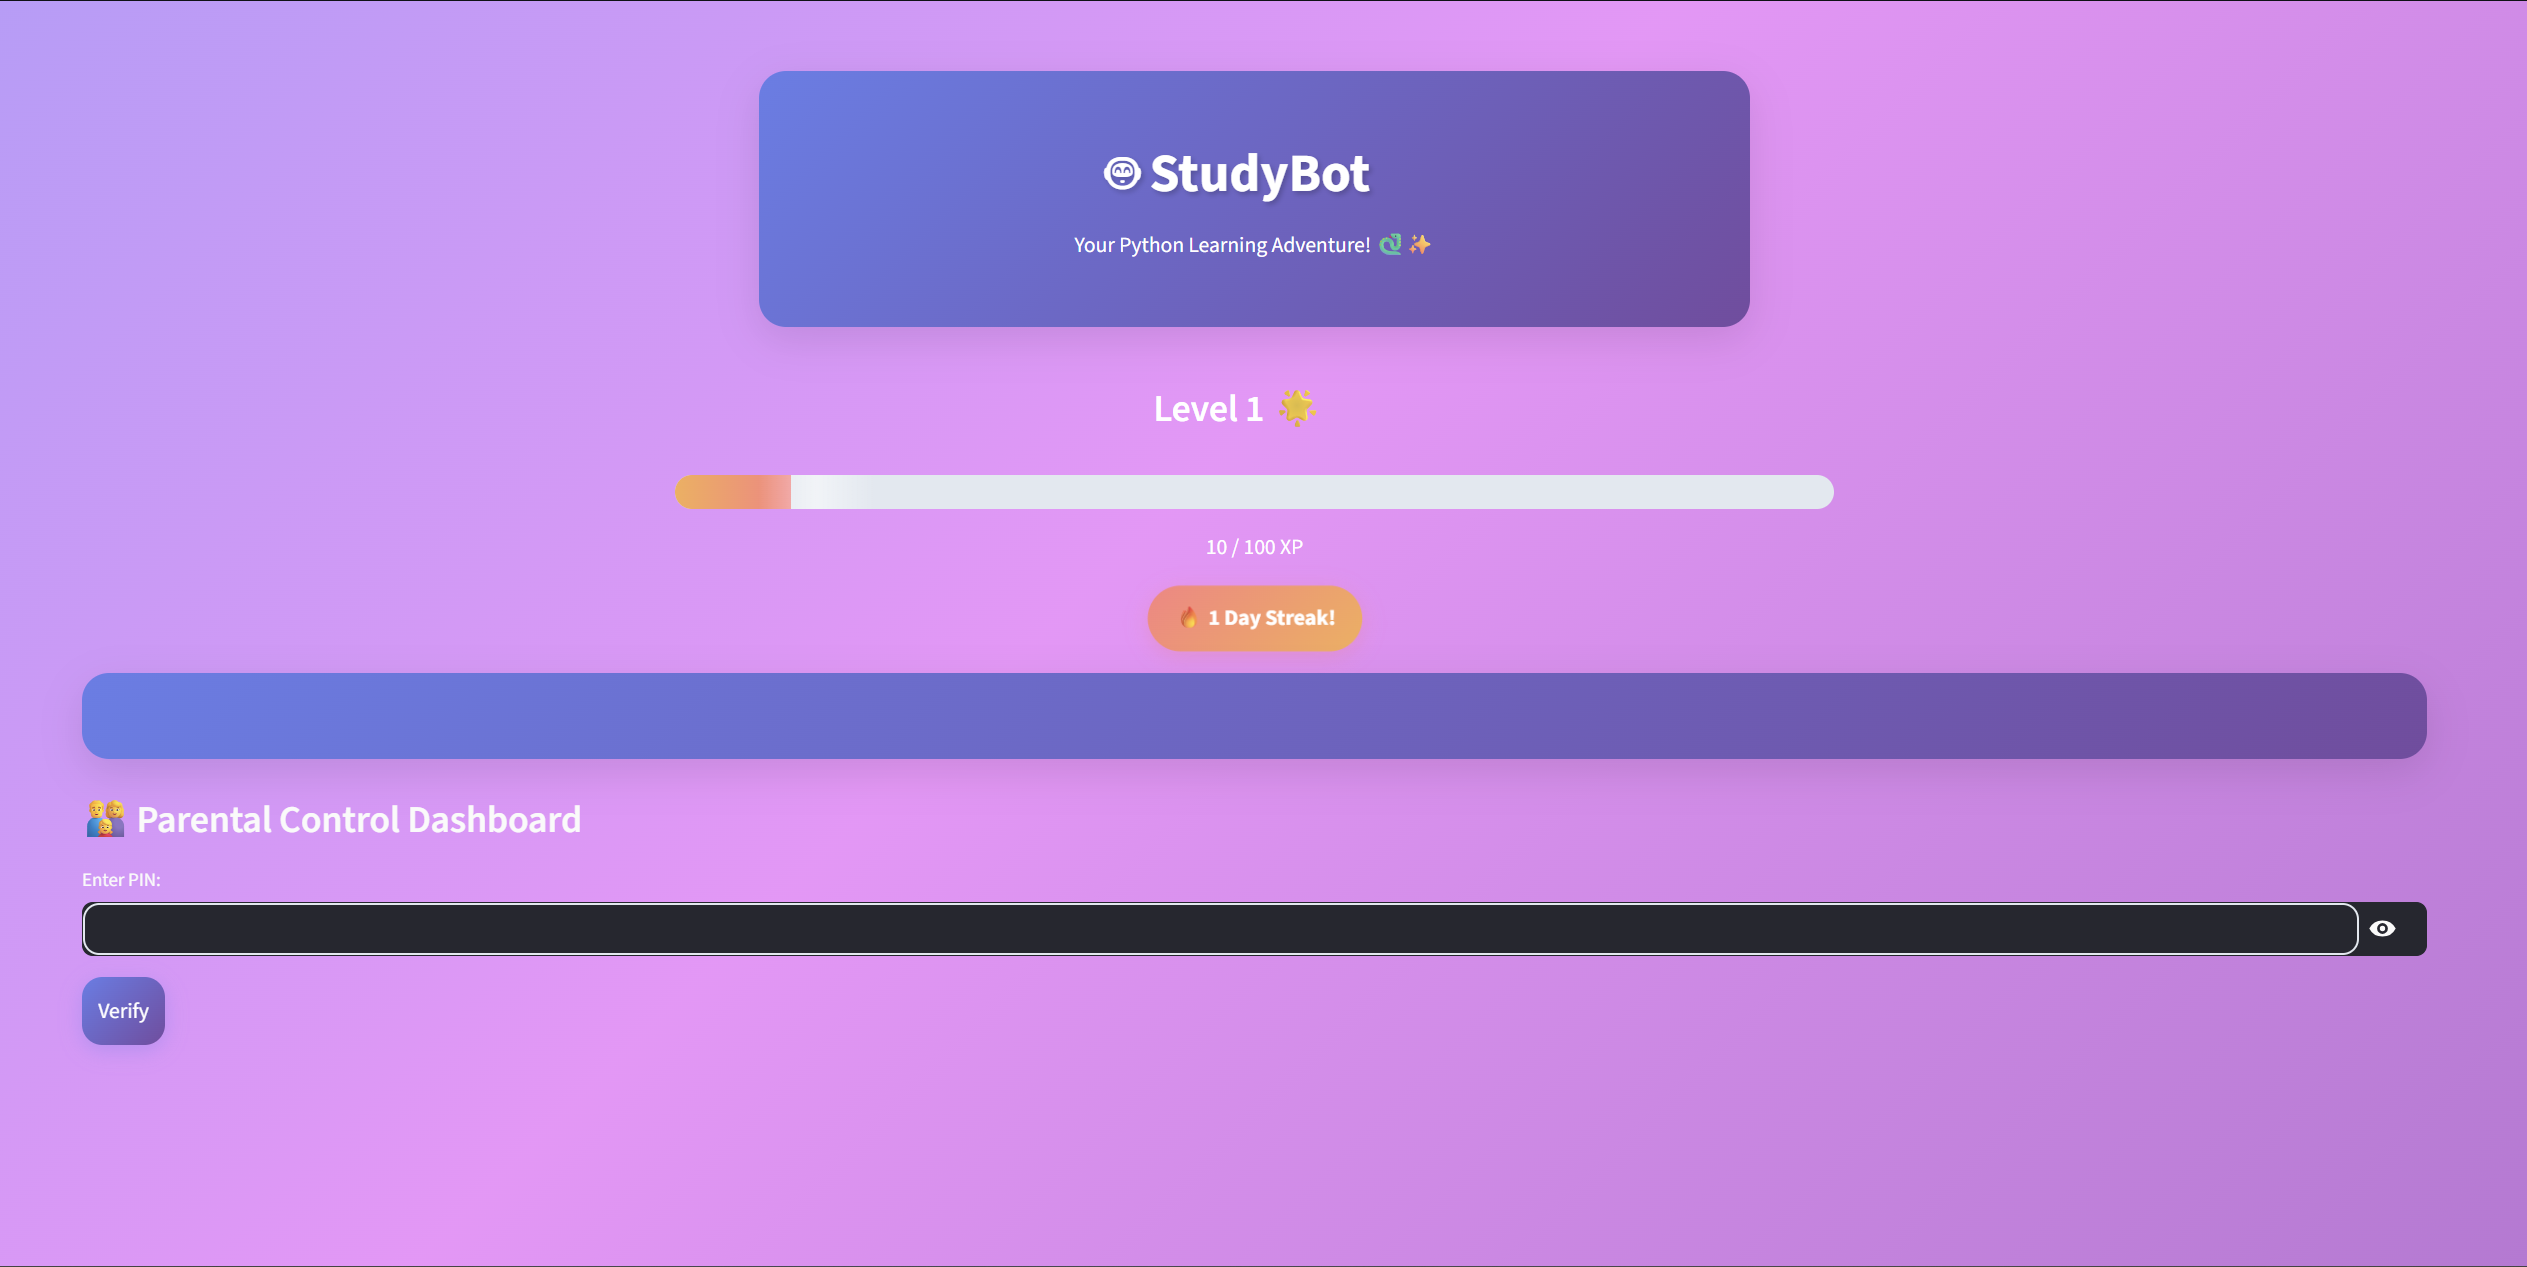 StudyBot
Your Python Learning Adventure! 🐍 ✨
Level 1 🌟
10 / 100 XP
🔥 1 Day Streak!
👨‍👩‍👧 Parental Control Dashboard
Enter PIN:
Verify